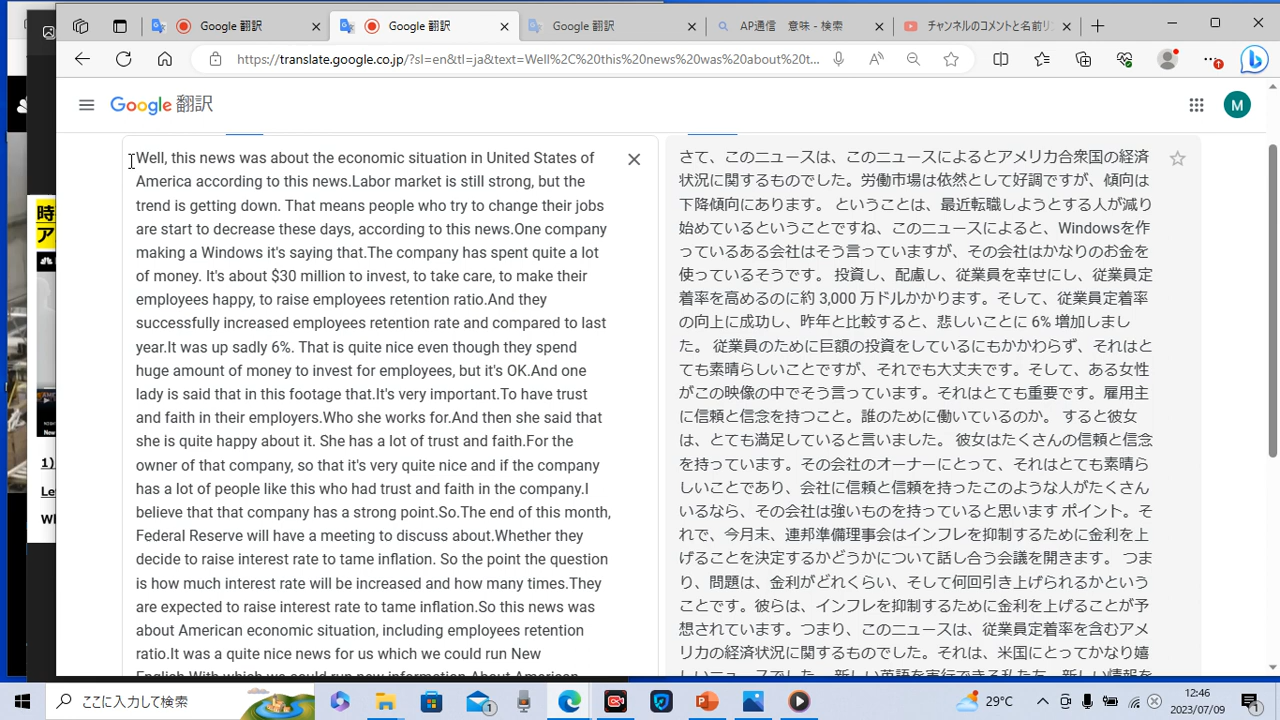 Google 翻訳
Google 翻訳
Google 翻訳
AP通信 意味 - 検索
チャンネルのコメントと名前リ
https://translate.google.co.jp/?sl=en&tl=ja&text=Well%2C%20this%20news%20was%20about%20t...
Google 翻訳
M
Well, this news was about the economic situation in United States of
America according to this news.Labor market is still strong, but the
trend is getting down. That means people who try to change their jobs
are start to decrease these days, according to this news.One company
making a Windows it's saying that.The company has spent quite a lot
of money. It's about $30 million to invest, to take care, to make their
employees happy, to raise employees retention ratio.And they
successfully increased employees retention rate and compared to last
year.It was up sadly 6%. That is quite nice even though they spend
huge amount of money to invest for employees, but it's OK.And one
lady is said that in this footage that.It's very important.To have trust
and faith in their employers.Who she works for.And then she said that
she is quite happy about it. She has a lot of trust and faith.For the
owner of that company, so that it's very quite nice and if the company
has a lot of people like this who had trust and faith in the company.I
believe that that company has a strong point.So.The end of this month,
Federal Reserve will have a meeting to discuss about.Whether they
decide to raise interest rate to tame inflation. So the point the question
is how much interest rate will be increased and how many times.They
are expected to raise interest rate to tame inflation.So this news was
about American economic situation, including employees retention
ratio.It was a quite nice news for us which we could run New
English.With which we could run new information.About American
さて、このニュースは、このニュースによるとアメリカ合衆国の経済
状況に関するものでした。労働市場は依然として好調ですが、傾向は
下降傾向にあります。 ということは、最近転職しようとする人が減り
始めているということですね、このニュースによると、Windowsを作
っているある会社はそう言っていますが、その会社はかなりのお金を
使っているそうです。 投資し、配慮し、従業員を幸せにし、従業員定
着率を高めるのに約 3,000 万ドルかかります。そして、従業員定着率
の向上に成功し、昨年と比較すると、悲しいことに 6% 増加しまし
た。 従業員のために巨額の投資をしているにもかかわらず、それはと
ても素晴らしいことですが、それでも大丈夫です。そして、ある女性
がこの映像の中でそう言っています。それはとても重要です。雇用主
に信頼と信念を持つこと。誰のために働いているのか。 すると彼女
は、とても満足していると言いました。 彼女はたくさんの信頼と信念
を持っています。その会社のオーナーにとって、それはとても素晴ら
しいことであり、会社に信頼と信頼を持ったこのような人がたくさん
いるなら、その会社は強いものを持っていると思います ポイント。そ
れで、今月末、連邦準備理事会はインフレを抑制するために金利を上
げることを決定するかどうかについて話し合う会議を開きます。 つま
り、問題は、金利がどれくらい、そして何回引き上げられるかという
ことです。彼らは、インフレを抑制するために金利を上げることが予
想されています。つまり、このニュースは、従業員定着率を含むアメ
リカの経済状況に関するものでした。それは、米国にとってかなり嬉
しいニュースでした。新しい英語を実行できる私たち。新しい情報を
時
ア
1)
Le
Wh
ここに入力して検索
29°C
12:46
2023/07/09